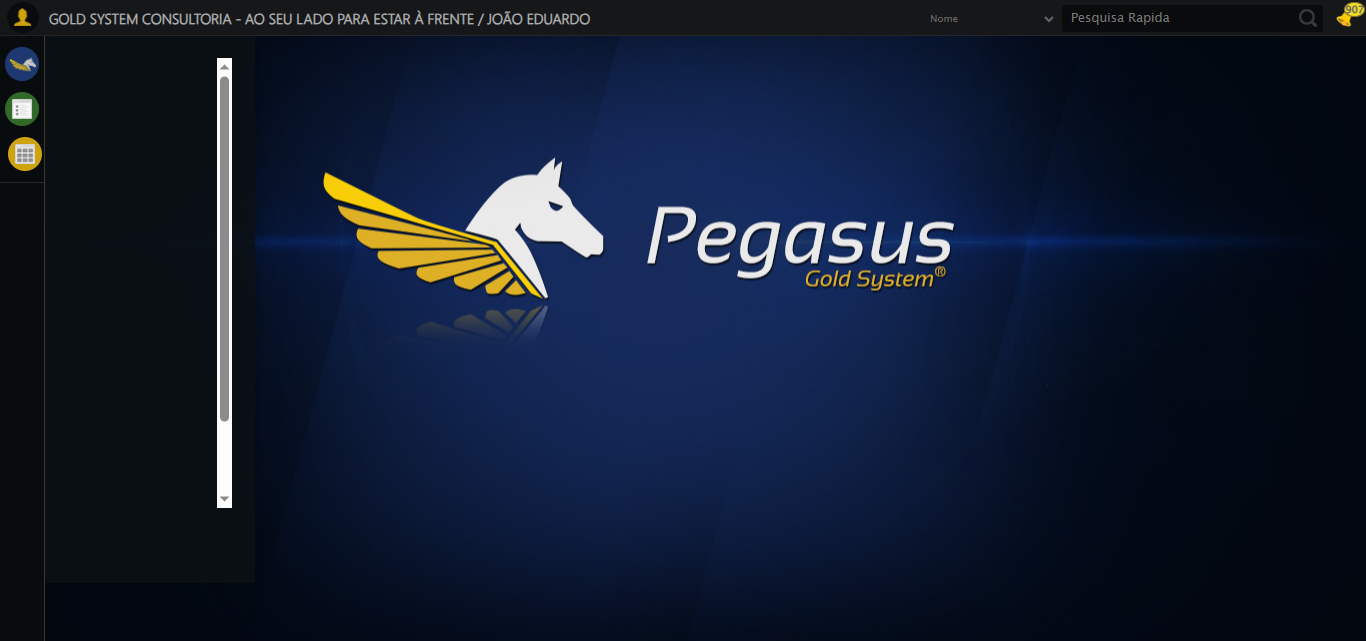 GOLD SYSTEM CONSULTORIA - AO SEU LADO PARA ESTAR À FRENTE / JOÃO EDUARDO
Nome
Pesquisa Rapida
907
Pegasus
Gold System®